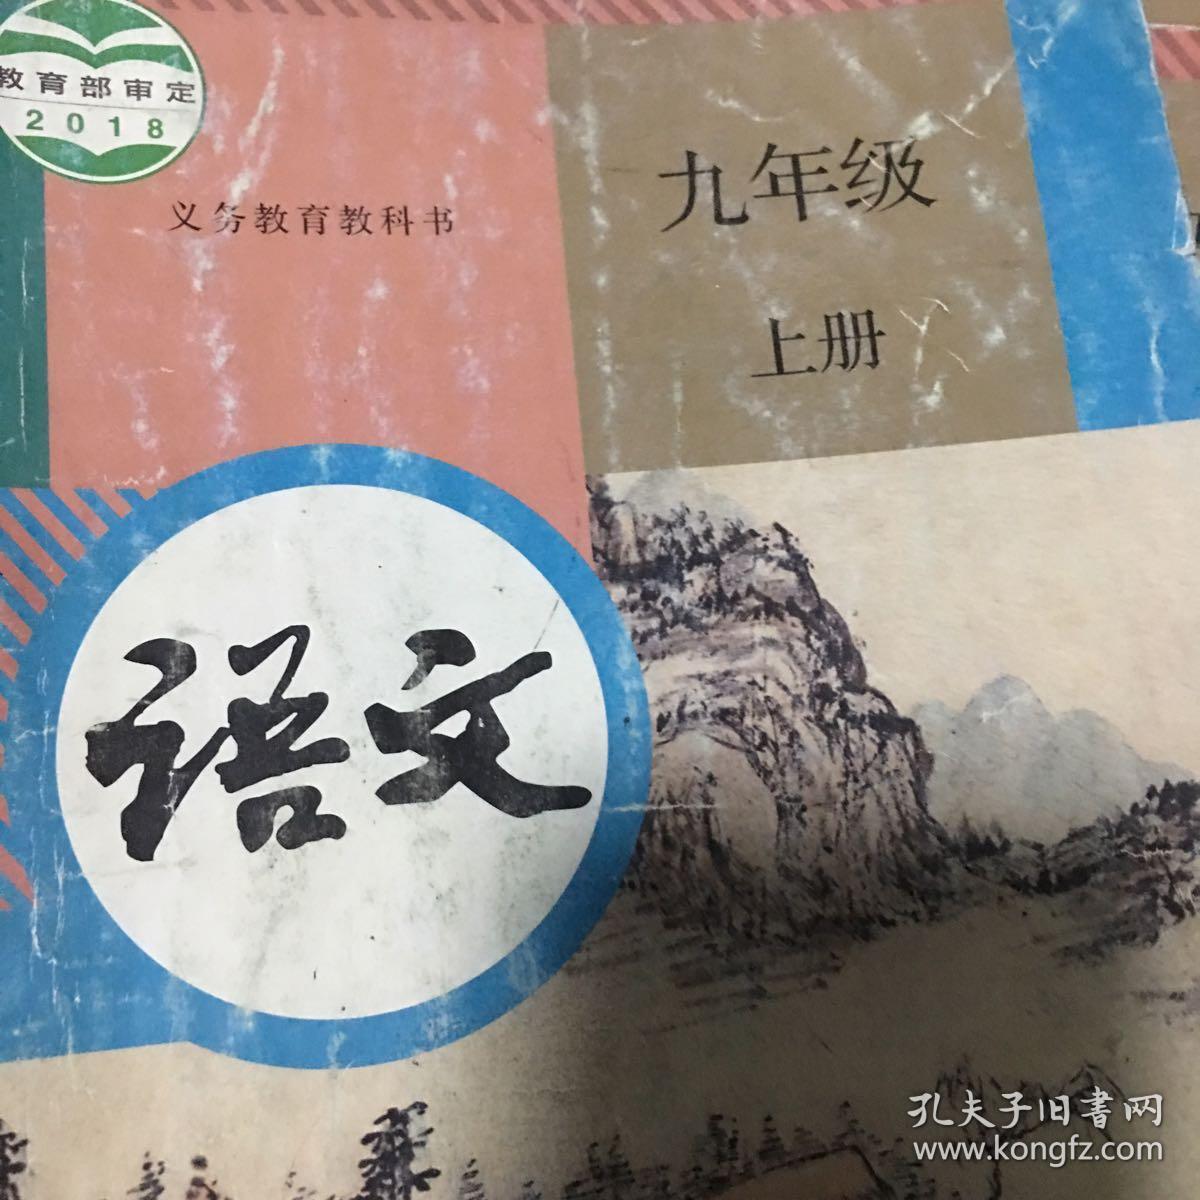 教育部审定
2018
义务教育教科书
九年级
上册
语文
孔夫子旧書网
www.kongfz.com